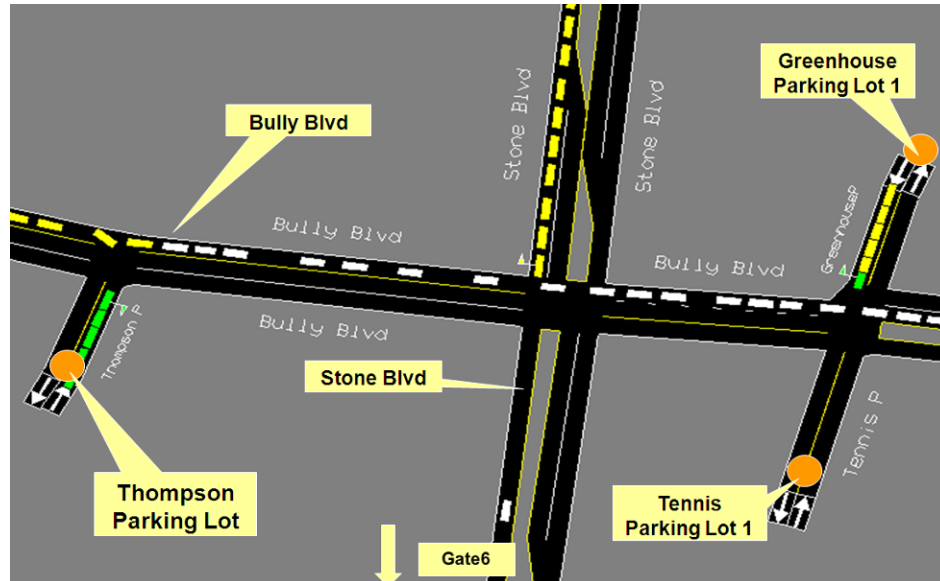 Greenhouse
Parking Lot 1
Bully Blvd
Stone Blvd
Stone Blvd
GreenhouseP
Bully Blvd
Bully Blvd
Bully Blvd
Thompson P
Stone Blvd
Tennis P
Thompson
Parking Lot
Tennis
Parking Lot 1
Gate6